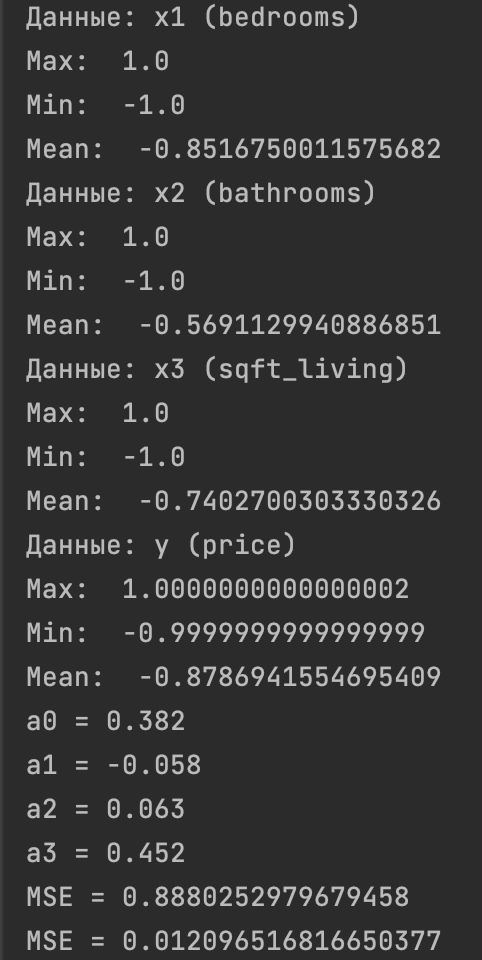 Данные: x1 (bedrooms)
Max:  1.0
Min:  -1.0
Mean:  -0.8516750011575682
Данные: x2 (bathrooms)
Max:  1.0
Min:  -1.0
Mean:  -0.5691129940886851
Данные: x3 (sqft_living)
Max:  1.0
Min:  -1.0
Mean:  -0.7402700303330326
Данные: y (price)
Max:  1.0000000000000002
Min:  -0.9999999999999999
Mean:  -0.8786941554695409
a0 = 0.382
a1 = -0.058
a2 = 0.063
a3 = 0.452
MSE = 0.8880252979679458
MSE = 0.012096516816650377